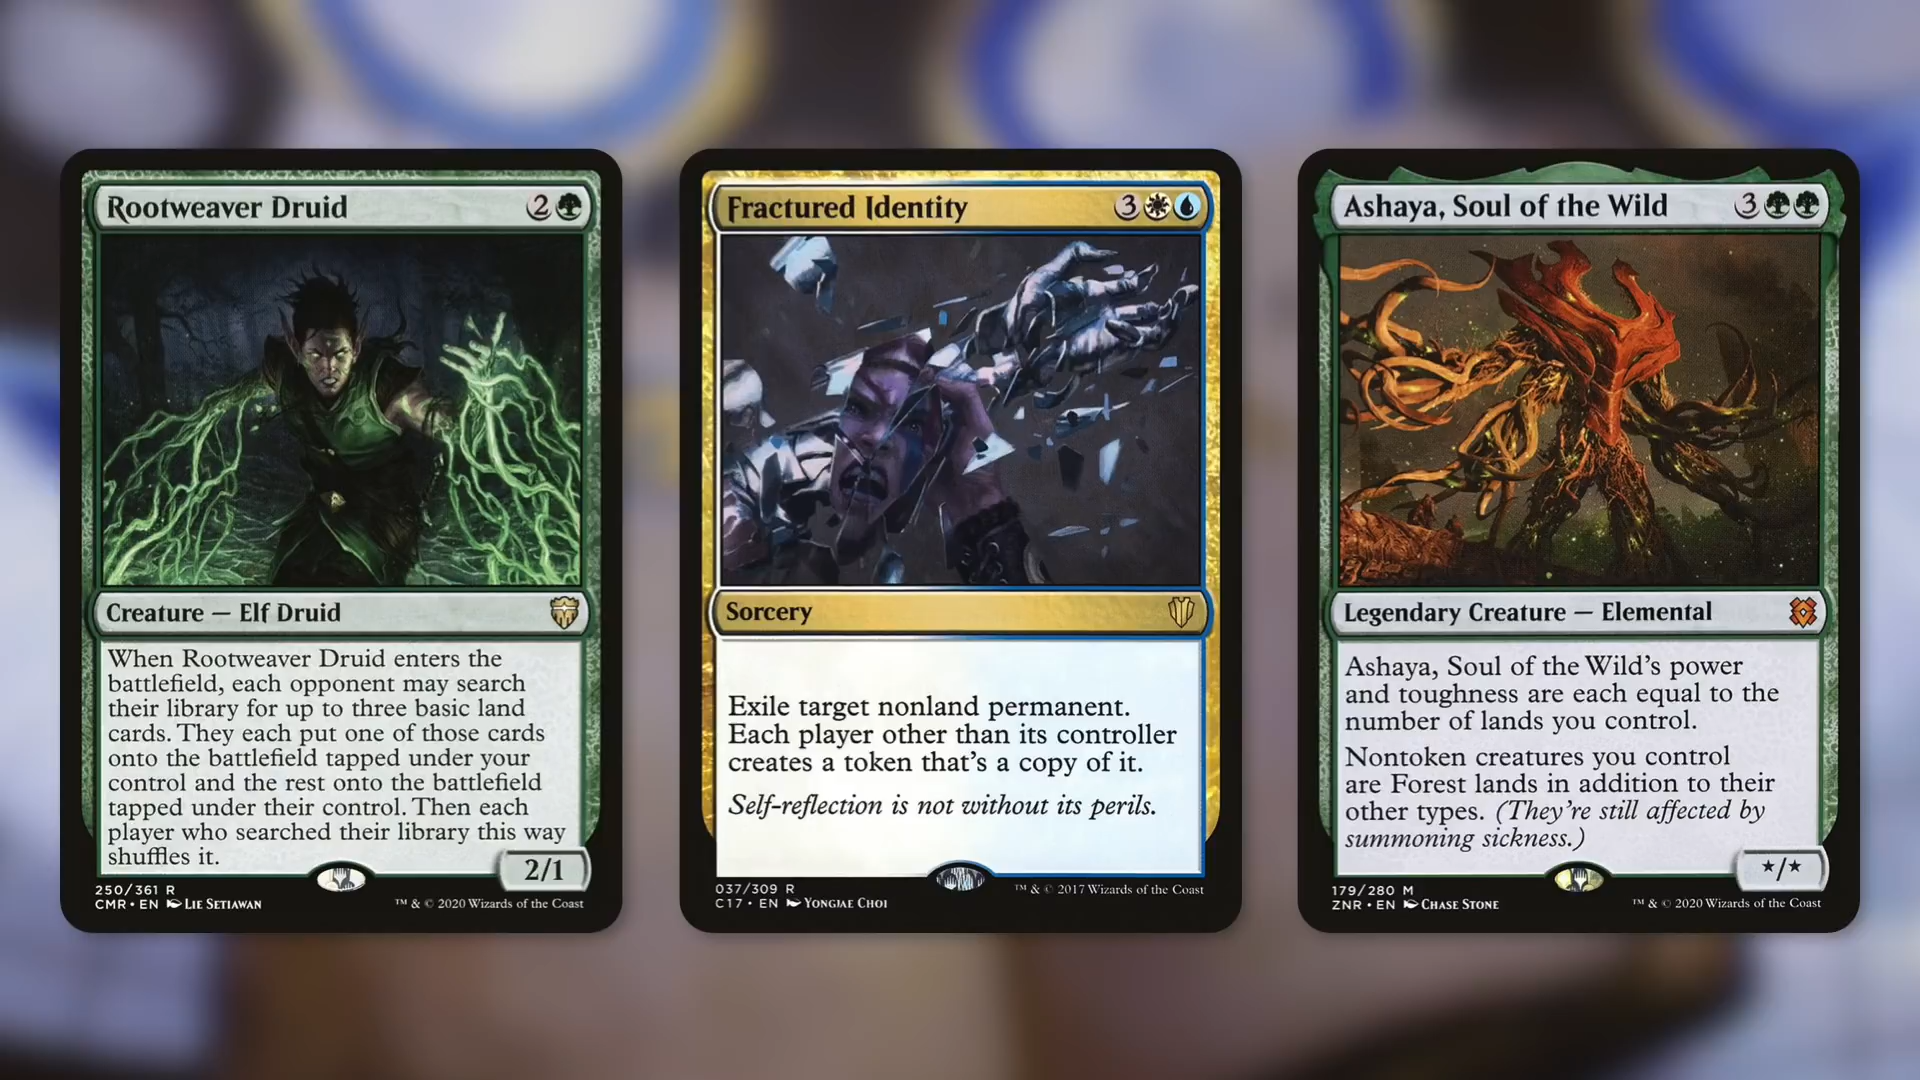 Rootweaver Druid
2
Creature — Elf Druid
When Rootweaver Druid enters the
battlefield, each opponent may search
their library for up to three basic land
cards. They each put one of those cards
onto the battlefield tapped under your
control and the rest onto the battlefield
tapped under their control. Then each
player who searched their library this way
shuffles it.
2/1
250/361 R
CMR • EN Lie Setiawan
™ & © 2020 Wizards of the Coast
Fractured Identity
3
Sorcery
Exile target nonland permanent.
Each player other than its controller
creates a token that's a copy of it.
Self-reflection is not without its perils.
037/309 R
C17 • EN Yongjae Choi
™ & © 2017 Wizards of the Coast
Ashaya, Soul of the Wild
3
Legendary Creature — Elemental
Ashaya, Soul of the Wild's power
and toughness are each equal to the
number of lands you control.
Nontoken creatures you control
are Forest lands in addition to their
other types. (They're still affected by
summoning sickness.)
★/★
179/280 M
ZNR • EN Chase Stone
™ & © 2020 Wizards of the Coast